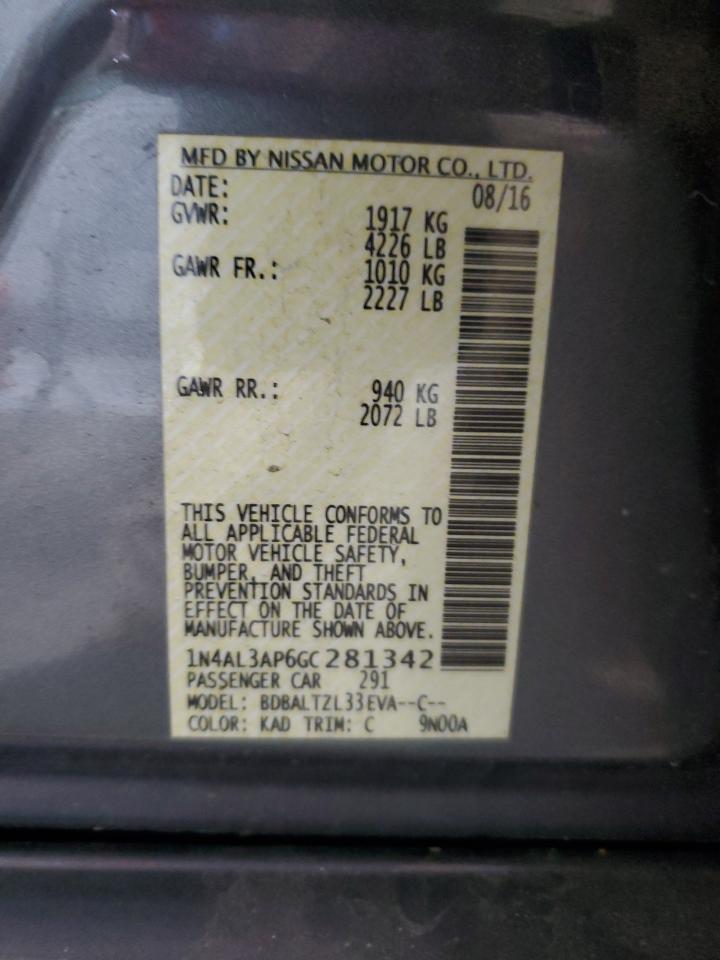 MFD BY NISSAN MOTOR CO., LTD.
DATE: 08/16
GVWR: 1917 KG
4226 LB
GAWR FR.: 1010 KG
2227 LB
GAWR RR.: 940 KG
2072 LB
THIS VEHICLE CONFORMS TO
ALL APPLICABLE FEDERAL
MOTOR VEHICLE SAFETY,
BUMPER, AND THEFT
PREVENTION STANDARDS IN
EFFECT ON THE DATE OF
MANUFACTURE SHOWN ABOVE.
1N4AL3AP6GC281342
PASSENGER CAR 291
MODEL: BDBALTZL33EVA--C--
COLOR: KAD TRIM: C 9N00A